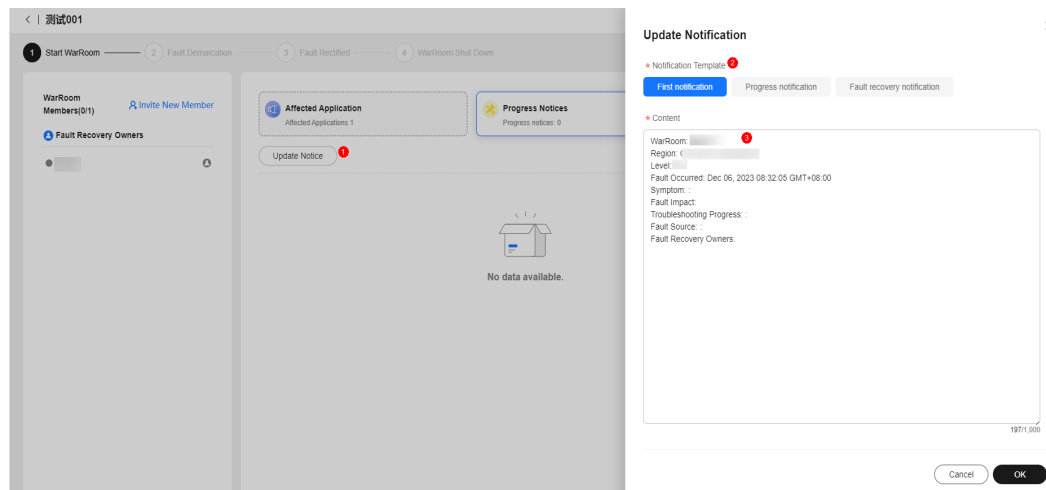 < | 测试001
1 Start WarRoom
2 Fault Demarcation
3 Fault Rectified
4 WarRoom Shut Down
WarRoom
Members(0/1)
Invite New Member
Fault Recovery Owners
Affected Application
Affected Applications 1
Progress Notices
Progress notices: 0
Update Notice 1
No data available.
Update Notification
* Notification Template 2
First notification
Progress notification
Fault recovery notification
* Content
WarRoom: 3
Region:
Level:
Fault Occurred: Dec 06, 2023 08:32:05 GMT+08:00
Symptom: :
Fault Impact:
Troubleshooting Progress: :
Fault Source: :
Fault Recovery Owners:
197/1,000
Cancel
OK